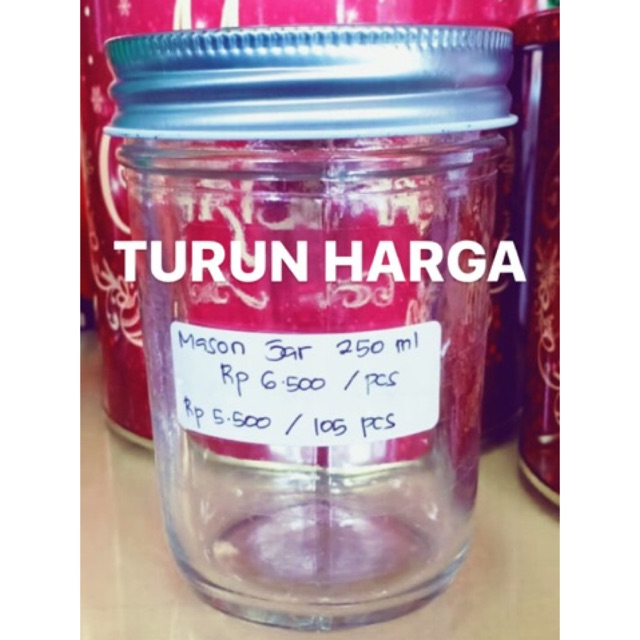 TURUN HARGA
Mason Jar 250 ml
Rp 6.500 / pcs
Rp 5.500 / 105 pcs